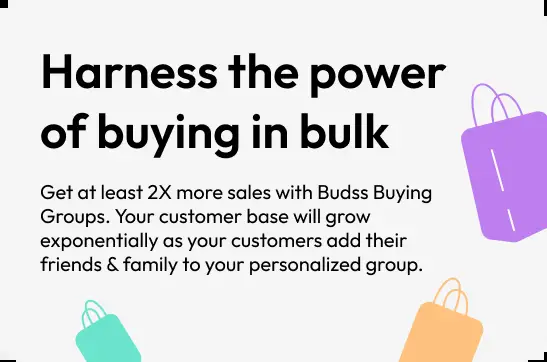 Harness the power
of buying in bulk
Get at least 2X more sales with Budss Buying
Groups. Your customer base will grow
exponentially as your customers add their
friends & family to your personalized group.